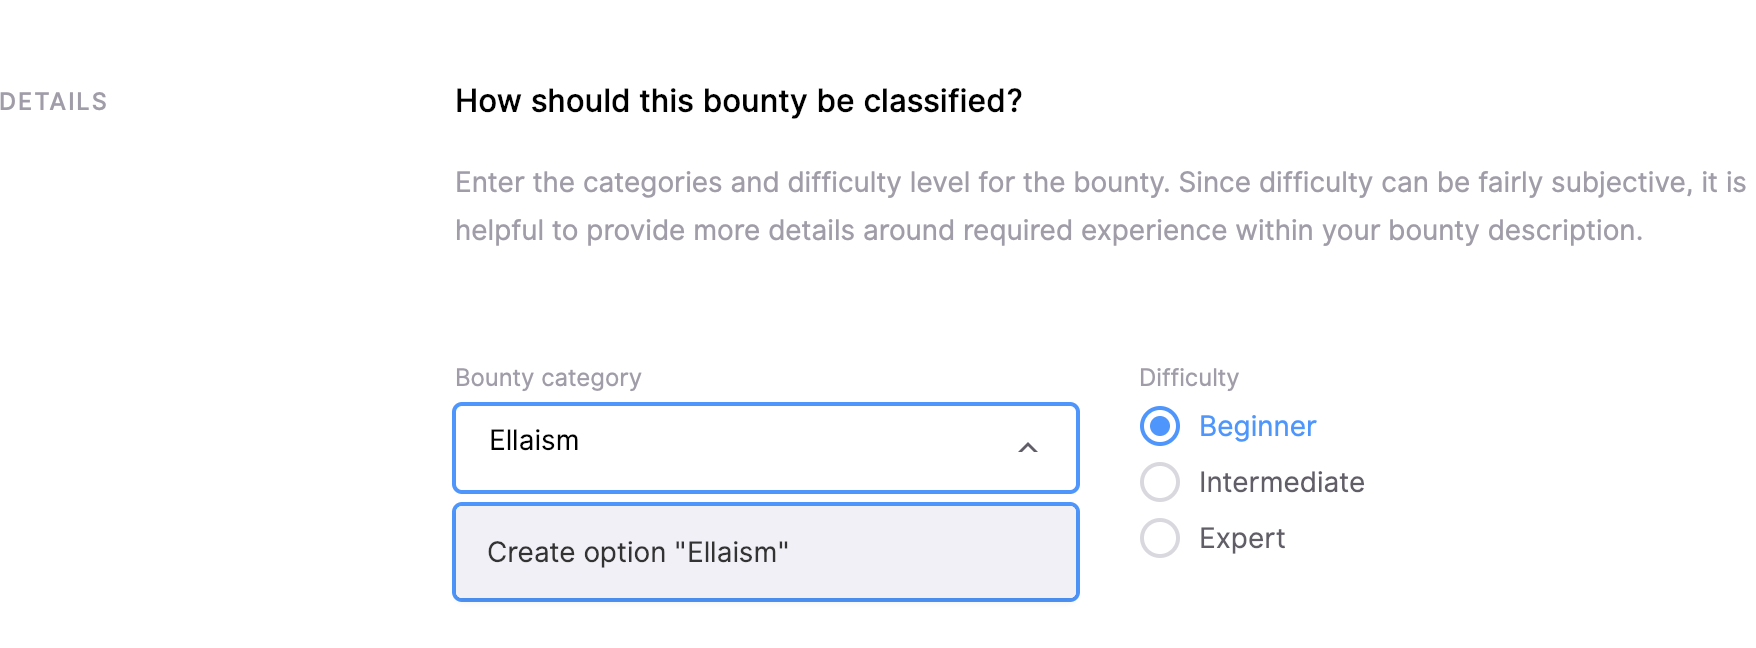 DETAILS
How should this bounty be classified?
Enter the categories and difficulty level for the bounty. Since difficulty can be fairly subjective, it is
helpful to provide more details around required experience within your bounty description.
Bounty category
Ellaism
Create option "Ellaism"
Difficulty
Beginner
Intermediate
Expert